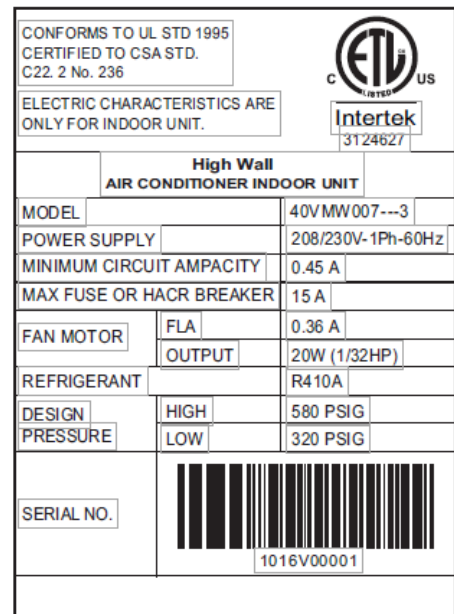 CONFORMS TO UL STD 1995
CERTIFIED TO CSA STD.
C22. 2 No. 236
ELECTRIC CHARACTERISTICS ARE
ONLY FOR INDOOR UNIT.
ETL
C US
LISTED
Intertek
3124627
High Wall
AIR CONDITIONER INDOOR UNIT
MODEL 40VMW007---3
POWER SUPPLY 208/230V-1Ph-60Hz
MINIMUM CIRCUIT AMPACITY 0.45 A
MAX FUSE OR HACR BREAKER 15 A
FAN MOTOR FLA 0.36 A
OUTPUT 20W (1/32HP)
REFRIGERANT R410A
DESIGN PRESSURE HIGH 580 PSIG
LOW 320 PSIG
SERIAL NO.
1016V00001